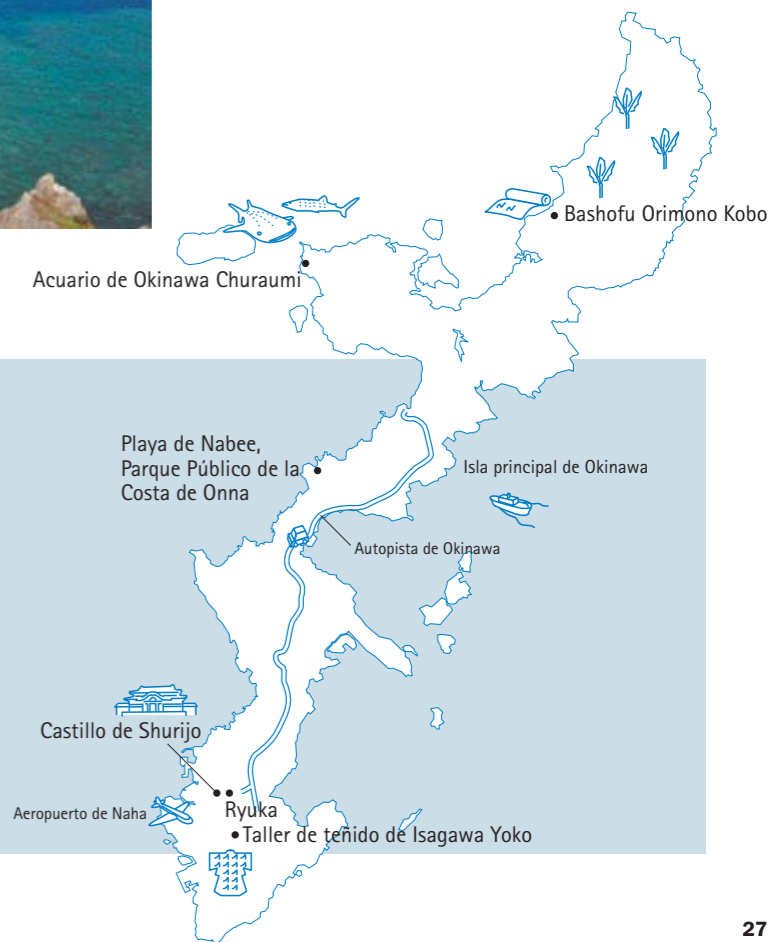 Bashofu Orimono Kobo
Acuario de Okinawa Churaumi
Playa de Nabee,
Parque Público de la
Costa de Onna
Isla principal de Okinawa
Autopista de Okinawa
Castillo de Shurijo
Aeropuerto de Naha
Ryuka
Taller de teñido de Isagawa Yoko
27